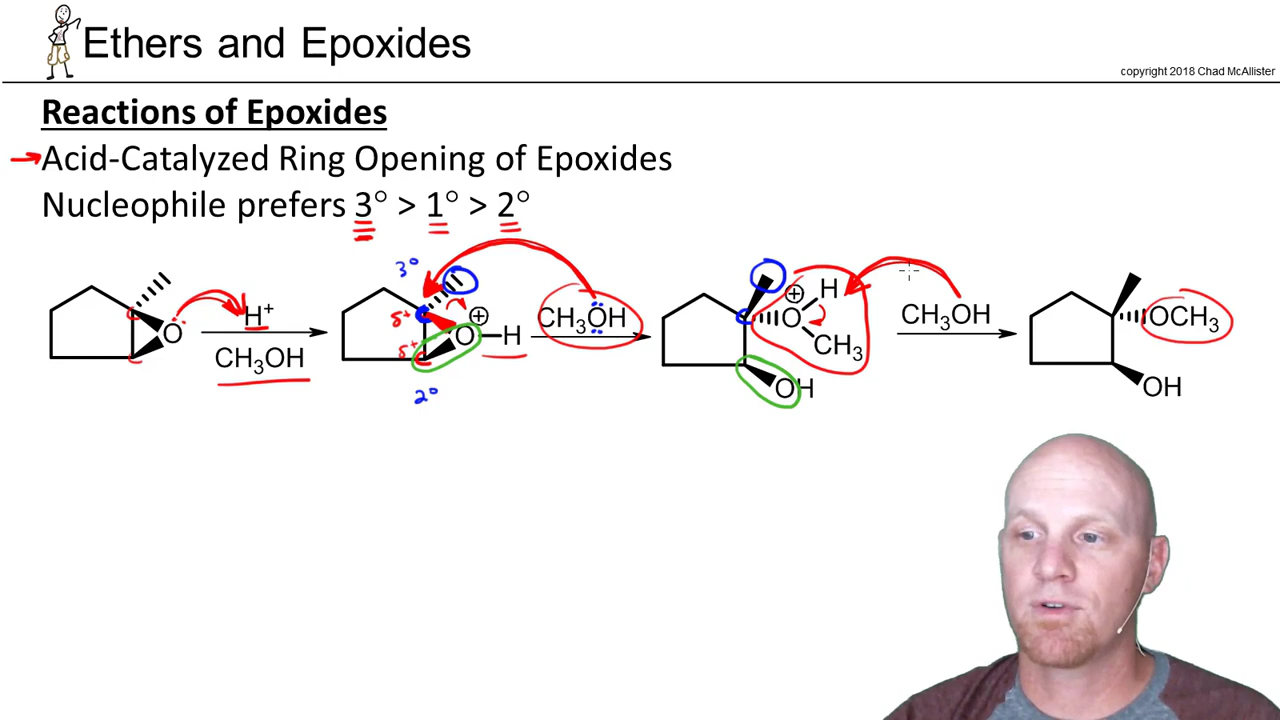 Ethers and Epoxides
copyright 2018 Chad McAllister
Reactions of Epoxides
→Acid-Catalyzed Ring Opening of Epoxides
Nucleophile prefers 3° > 1° > 2°
O H⁺ CH₃OH
3° δ⁺ δ⁺ O ⊕ H 2°
CH₃ÖH
⊕ H O CH₃ OH
CH₃OH
OCH₃ OH